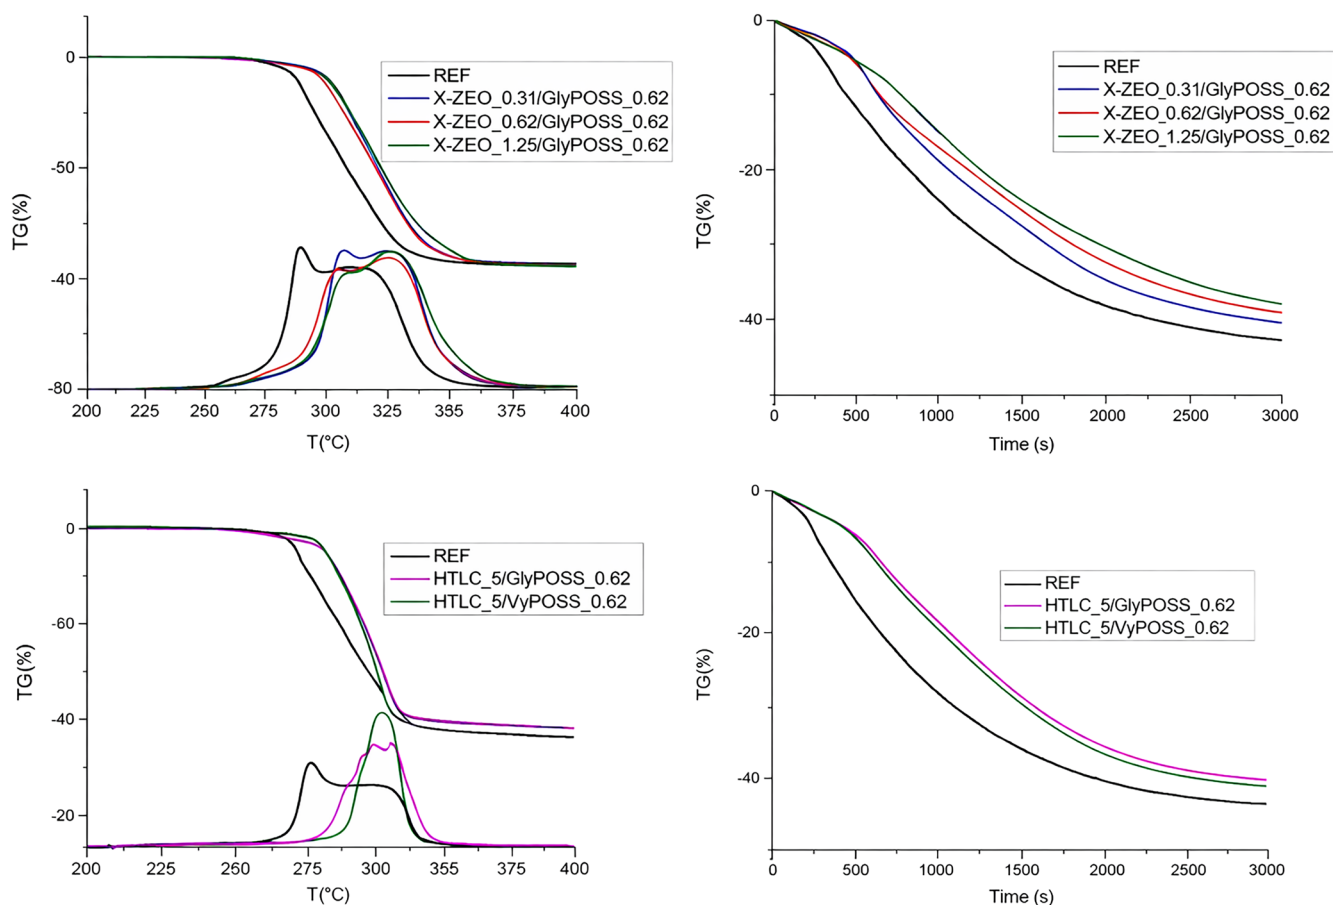 0
-50
-40
-80
TG(%)
200 225 250 275 300 325 355 375 400
T(°C)
REF
X-ZEO_0.31/GlyPOSS_0.62
X-ZEO_0.62/GlyPOSS_0.62
X-ZEO_1.25/GlyPOSS_0.62
0
-20
-40
TG(%)
0 500 1000 1500 2000 2500 3000
Time (s)
REF
X-ZEO_0.31/GlyPOSS_0.62
X-ZEO_0.62/GlyPOSS_0.62
X-ZEO_1.25/GlyPOSS_0.62
0
-60
-40
-20
TG(%)
200 225 250 275 300 355 400
T(°C)
REF
HTLC_5/GlyPOSS_0.62
HTLC_5/VyPOSS_0.62
0
-20
-40
TG(%)
0 500 1000 1500 2000 2500 3000
Time (s)
REF
HTLC_5/GlyPOSS_0.62
HTLC_5/VyPOSS_0.62